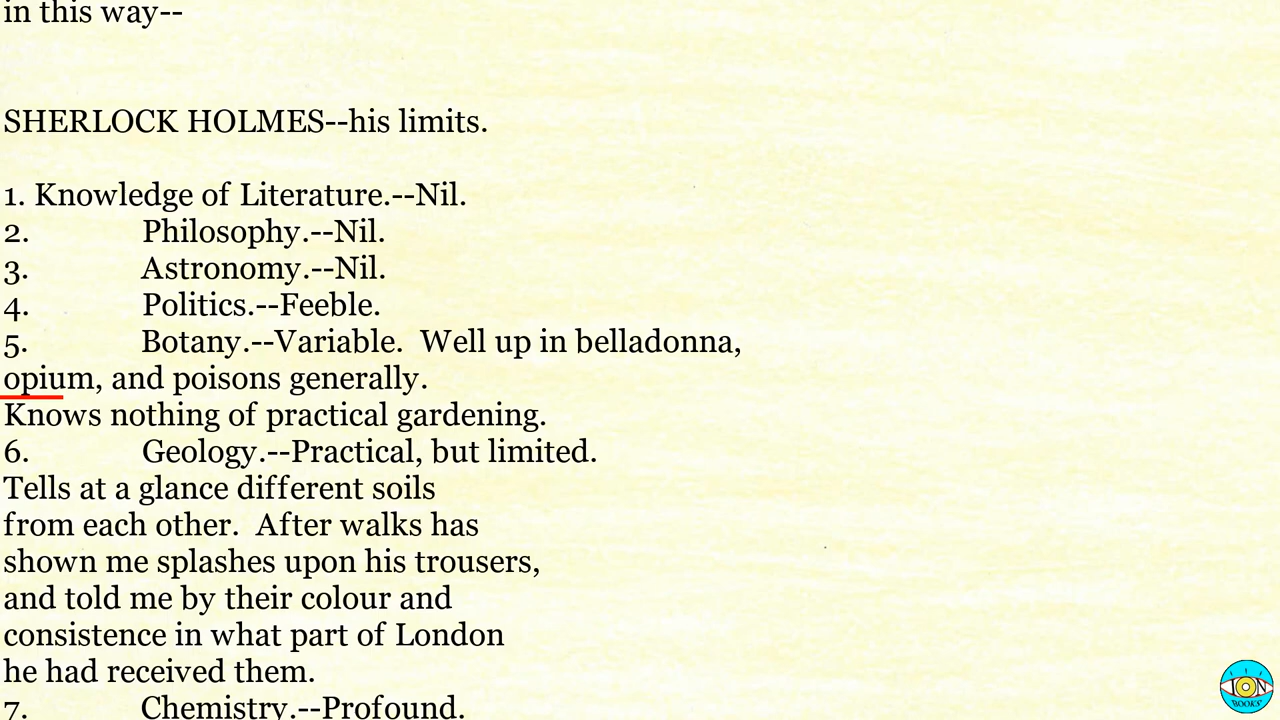 in this way--
SHERLOCK HOLMES--his limits.
1. Knowledge of Literature.--Nil.
2. Philosophy.--Nil.
3. Astronomy.--Nil.
4. Politics.--Feeble.
5. Botany.--Variable.  Well up in belladonna,
opium, and poisons generally.
Knows nothing of practical gardening.
6. Geology.--Practical, but limited.
Tells at a glance different soils
from each other.  After walks has
shown me splashes upon his trousers,
and told me by their colour and
consistence in what part of London
he had received them.
7. Chemistry.--Profound.
ION
BOOKS